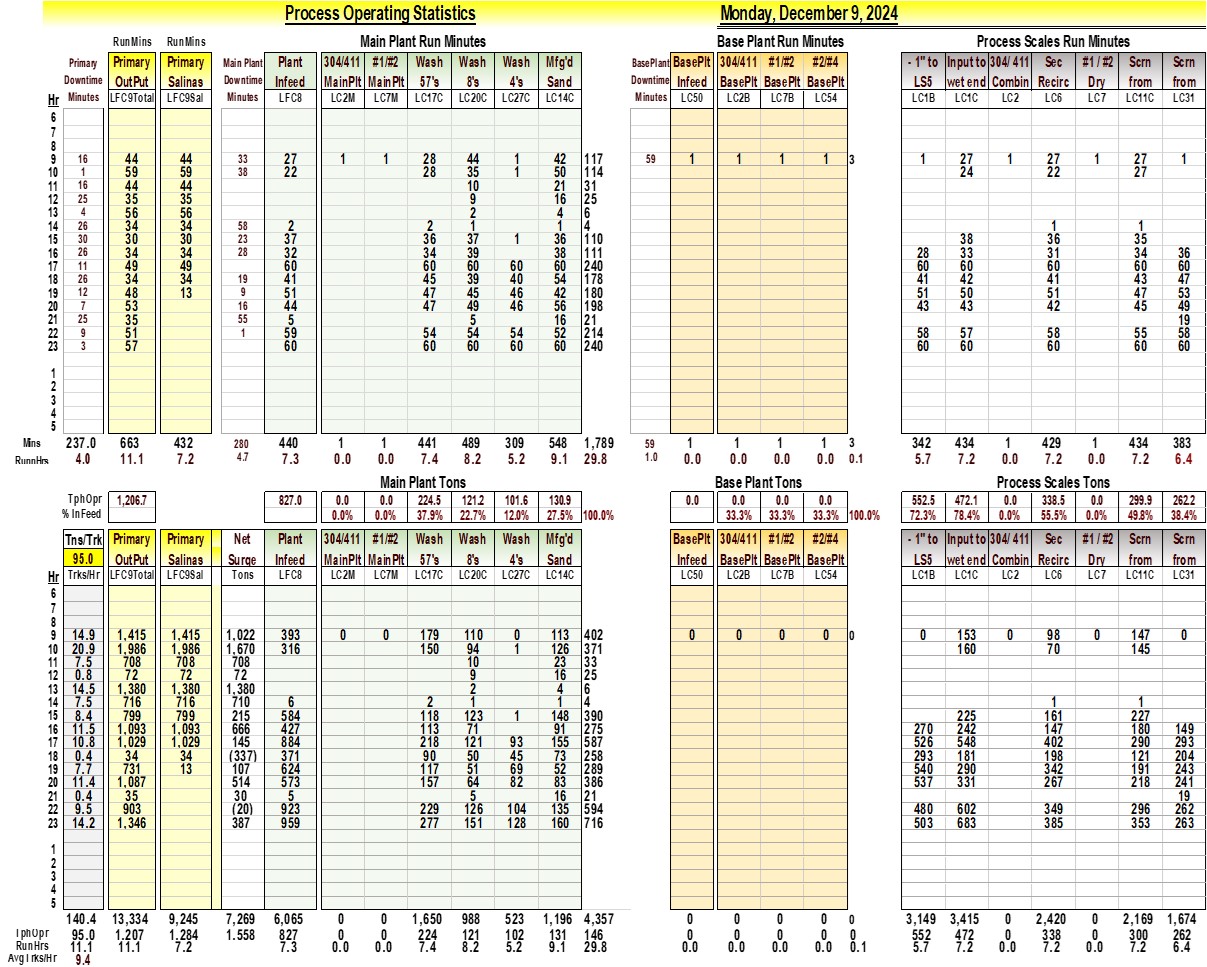 Process Operating Statistics Monday, December 9, 2024
RunMins RunMins Main Plant Run Minutes Base Plant Run Minutes Process Scales Run Minutes
Primary Primary Primary Main Plant Plant 304/411 #1/#2 Wash Wash Wash Mfg'd BasePlant BasePlt 304/411 #1/#2 #2/#4 - 1" to Input to 304/ 411 Sec #1 / #2 Scrn Scrn
Downtime OutPut Salinas Downtime Infeed MainPlt MainPlt 57's 8's 4's Sand Downtime Infeed BasePlt BasePlt BasePlt LS5 wet end Combin Recirc Dry from from
Hr Minutes LFC9Total LFC9Sal Minutes LFC8 LC2M LC7M LC17C LC20C LC27C LC14C Minutes LC50 LC2B LC7B LC54 LC1B LC1C LC2 LC6 LC7 LC11C LC31
6
7
8
9 16 44 44 33 27 1 1 28 44 1 42 117 59 1 1 1 1 3 1 27 1 27 1 27 1
10 1 59 59 38 22 28 35 1 50 114 24 22 27
11 16 44 44 10 21 31
12 25 35 35 9 16 25
13 4 56 56 2 4 6
14 26 34 34 58 2 2 1 1 4 1 1
15 30 30 30 23 37 36 37 1 36 110 38 36 35
16 26 34 34 28 32 34 39 38 111 28 33 31 34 36
17 11 49 49 60 60 60 60 60 240 60 60 60 60 60
18 26 34 34 19 41 45 39 40 54 178 41 42 41 43 47
19 12 48 13 9 51 47 45 46 42 180 51 50 51 47 53
20 7 53 16 44 47 49 46 56 198 43 43 42 45 49
21 25 35 55 5 5 16 21 19
22 9 51 1 59 54 54 54 52 214 58 57 58 55 58
23 3 57 60 60 60 60 60 240 60 60 60 60 60
1
2
3
4
5
Mins 237.0 663 432 280 440 1 1 441 489 309 548 1,789 59 1 1 1 1 3 342 434 1 429 1 434 383
RunnHrs 4.0 11.1 7.2 4.7 7.3 0.0 0.0 7.4 8.2 5.2 9.1 29.8 1.0 0.0 0.0 0.0 0.0 0.1 5.7 7.2 0.0 7.2 0.0 7.2 6.4
Main Plant Tons Base Plant Tons Process Scales Tons
TphOpr 1,206.7 827.0 0.0 0.0 224.5 121.2 101.6 130.9 0.0 0.0 0.0 0.0 552.5 472.1 0.0 338.5 0.0 299.9 262.2
% InFeed 0.0% 0.0% 37.9% 22.7% 12.0% 27.5% 100.0% 33.3% 33.3% 33.3% 100.0% 72.3% 78.4% 0.0% 55.5% 0.0% 49.8% 38.4%
Tns/Trk Primary Primary Net Plant 304/411 #1/#2 Wash Wash Wash Mfg'd BasePlt 304/411 #1/#2 #2/#4 - 1" to Input to 304/ 411 Sec #1 / #2 Scrn Scrn
95.0 OutPut Salinas Surge Infeed MainPlt MainPlt 57's 8's 4's Sand Infeed BasePlt BasePlt BasePlt LS5 wet end Combin Recirc Dry from from
Hr Trks/Hr LFC9Total LFC9Sal Tons LFC8 LC2M LC7M LC17C LC20C LC27C LC14C LC50 LC2B LC7B LC54 LC1B LC1C LC2 LC6 LC7 LC11C LC31
6
7
8
9 14.9 1,415 1,415 1,022 393 0 0 179 110 0 113 402 0 0 0 0 0 0 153 0 98 0 147 0
10 20.9 1,986 1,986 1,670 316 150 94 1 126 371 160 70 145
11 7.5 708 708 708 10 23 33
12 0.8 72 72 72 9 16 25
13 14.5 1,380 1,380 1,380 2 4 6
14 7.5 716 716 710 6 2 1 1 4 1 1
15 8.4 799 799 215 584 118 123 1 148 390 225 161 227
16 11.5 1,093 1,093 666 427 113 71 91 275 270 242 147 180 149
17 10.8 1,029 1,029 145 884 218 121 93 155 587 526 548 402 290 293
18 0.4 34 34 (337) 371 90 50 45 73 258 293 181 198 121 204
19 7.7 731 13 107 624 117 51 69 52 289 540 290 342 191 243
20 11.4 1,087 514 573 157 64 82 83 386 537 331 267 218 241
21 0.4 35 30 5 5 16 21 19
22 9.5 903 (20) 923 229 126 104 135 594 480 602 349 296 262
23 14.2 1,346 387 959 277 151 128 160 716 503 683 385 353 263
1
2
3
4
5
140.4 13,334 9,245 7,269 6,065 0 0 1,650 988 523 1,196 4,357 0 0 0 0 0 3,149 3,415 0 2,420 0 2,169 1,674
TphOpr 95.0 1,207 1,284 1.558 827 0 0 224 121 102 131 146 0 0 0 0 0 552 472 0 338 0 300 262
RunHrs 11.1 11.1 7.2 7.3 0.0 0.0 7.4 8.2 5.2 9.1 29.8 0.0 0.0 0.0 0.0 0.1 5.7 7.2 0.0 7.2 0.0 7.2 6.4
AvgTrks/Hr 9.4